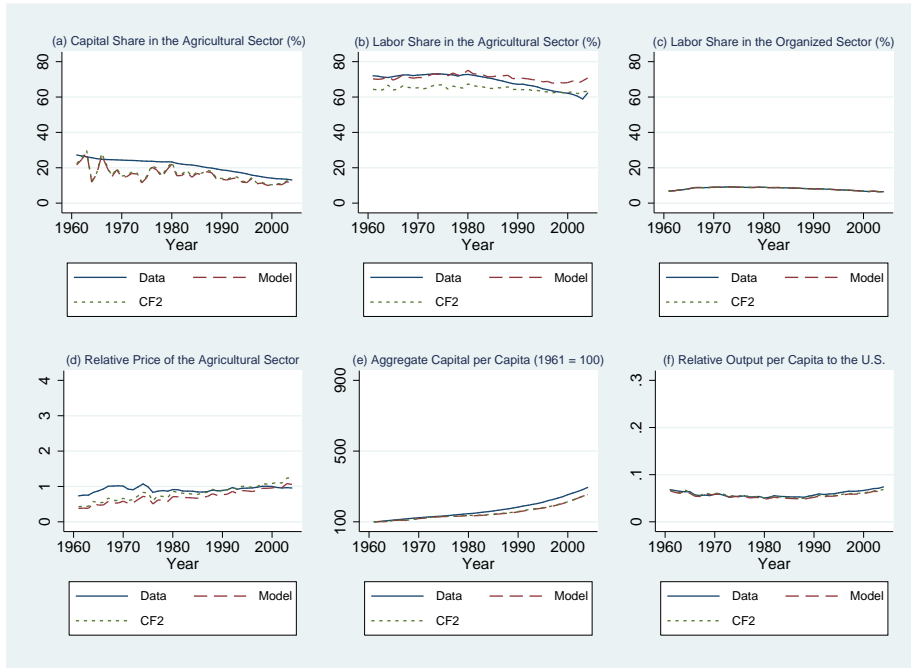 (a) Capital Share in the Agricultural Sector (%)
80
60
40
20
0
1960 1970 1980 1990 2000
Year
Data Model
CF2
(b) Labor Share in the Agricultural Sector (%)
80
60
40
20
0
1960 1970 1980 1990 2000
Year
Data Model
CF2
(c) Labor Share in the Organized Sector (%)
80
60
40
20
0
1960 1970 1980 1990 2000
Year
Data Model
CF2
(d) Relative Price of the Agricultural Sector
4
3
2
1
0
1960 1970 1980 1990 2000
Year
Data Model
CF2
(e) Aggregate Capital per Capita (1961 = 100)
900
500
100
1960 1970 1980 1990 2000
Year
Data Model
CF2
(f) Relative Output per Capita to the U.S.
.3
.2
.1
0
1960 1970 1980 1990 2000
Year
Data Model
CF2